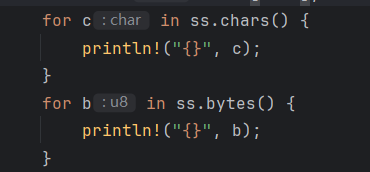 for c: char in ss.chars() {
    println!("{}", c);
}
for b: u8 in ss.bytes() {
    println!("{}", b);
}